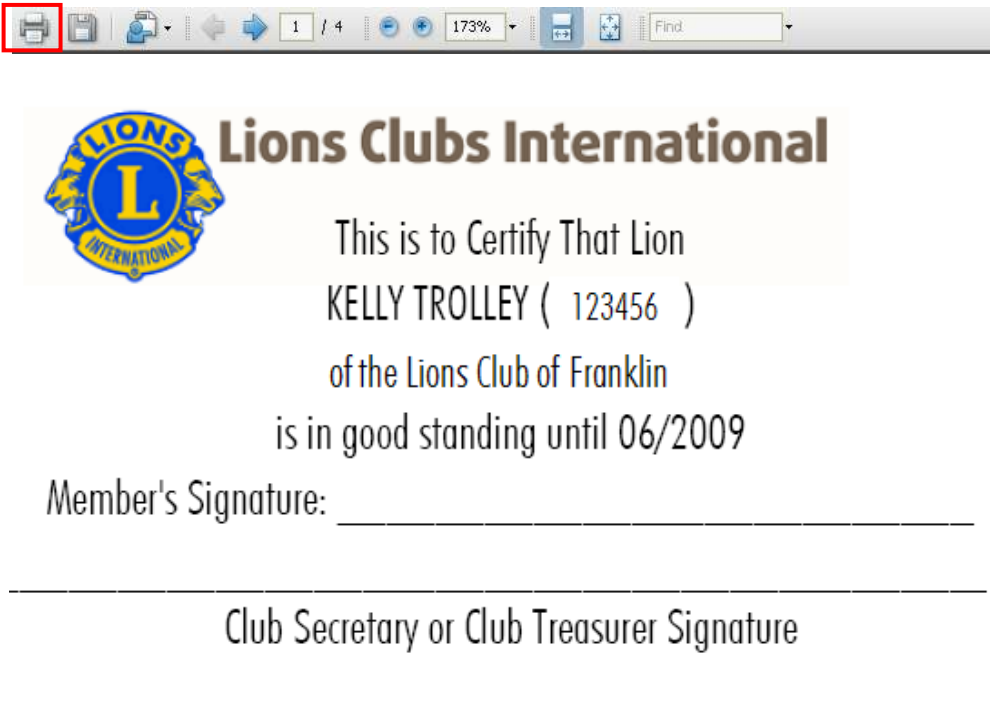 1 / 4 173% Find
LIONS
L
INTERNATIONAL
Lions Clubs International
This is to Certify That Lion
KELLY TROLLEY ( 123456 )
of the Lions Club of Franklin
is in good standing until 06/2009
Member's Signature: ______________________________
______________________________
Club Secretary or Club Treasurer Signature